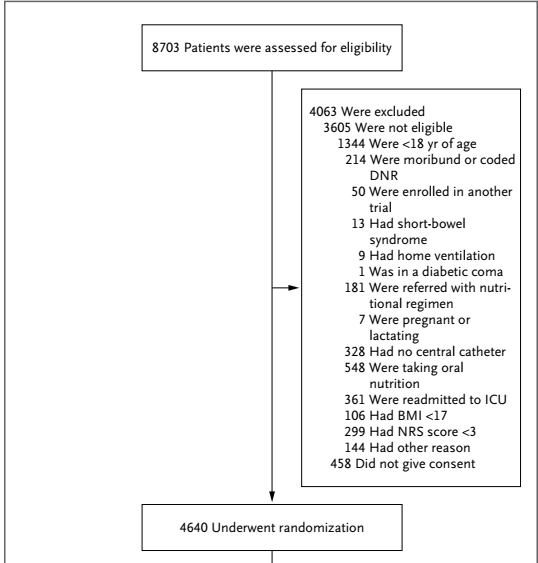 8703 Patients were assessed for eligibility
4063 Were excluded
3605 Were not eligible
1344 Were <18 yr of age
214 Were moribund or coded
DNR
50 Were enrolled in another
trial
13 Had short-bowel
syndrome
9 Had home ventilation
1 Was in a diabetic coma
181 Were referred with nutri-
tional regimen
7 Were pregnant or
lactating
328 Had no central catheter
548 Were taking oral
nutrition
361 Were readmitted to ICU
106 Had BMI <17
299 Had NRS score <3
144 Had other reason
458 Did not give consent
4640 Underwent randomization